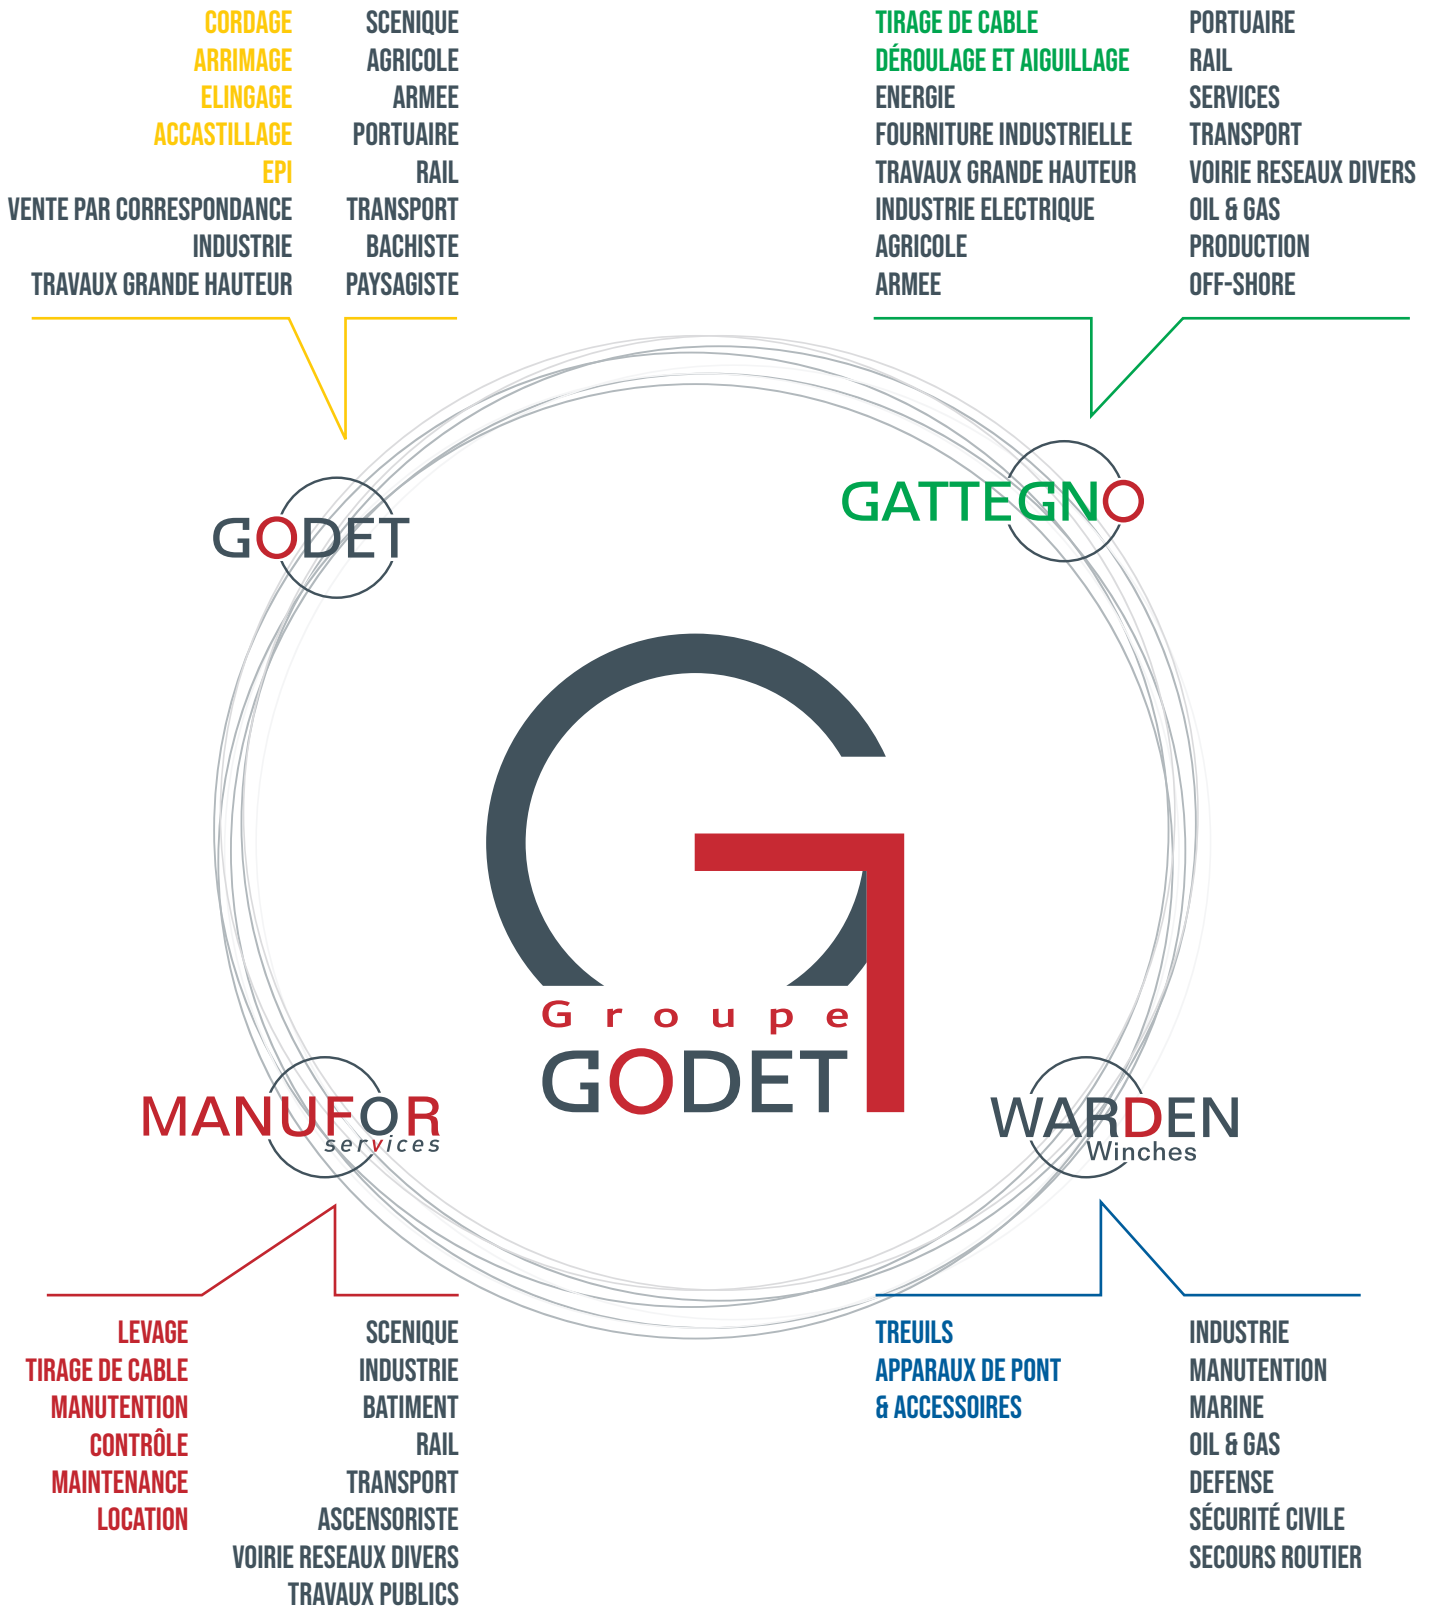 CORDAGE
ARRIMAGE
ELINGAGE
ACCASTILLAGE
EPI
VENTE PAR CORRESPONDANCE
INDUSTRIE
TRAVAUX GRANDE HAUTEUR
SCENIQUE
AGRICOLE
ARMEE
PORTUAIRE
RAIL
TRANSPORT
BACHISTE
PAYSAGISTE
TIRAGE DE CABLE
DÉROULAGE ET AIGUILLAGE
ENERGIE
FOURNITURE INDUSTRIELLE
TRAVAUX GRANDE HAUTEUR
INDUSTRIE ELECTRIQUE
AGRICOLE
ARMEE
PORTUAIRE
RAIL
SERVICES
TRANSPORT
VOIRIE RESEAUX DIVERS
OIL & GAS
PRODUCTION
OFF-SHORE
GODET
GATTEGNO
Groupe
GODET
MANUFOR
services
WARDEN
Winches
LEVAGE
TIRAGE DE CABLE
MANUTENTION
CONTRÔLE
MAINTENANCE
LOCATION
SCENIQUE
INDUSTRIE
BATIMENT
RAIL
TRANSPORT
ASCENSORISTE
VOIRIE RESEAUX DIVERS
TRAVAUX PUBLICS
TREUILS
APPARAUX DE PONT
& ACCESSOIRES
INDUSTRIE
MANUTENTION
MARINE
OIL & GAS
DEFENSE
SÉCURITÉ CIVILE
SECOURS ROUTIER